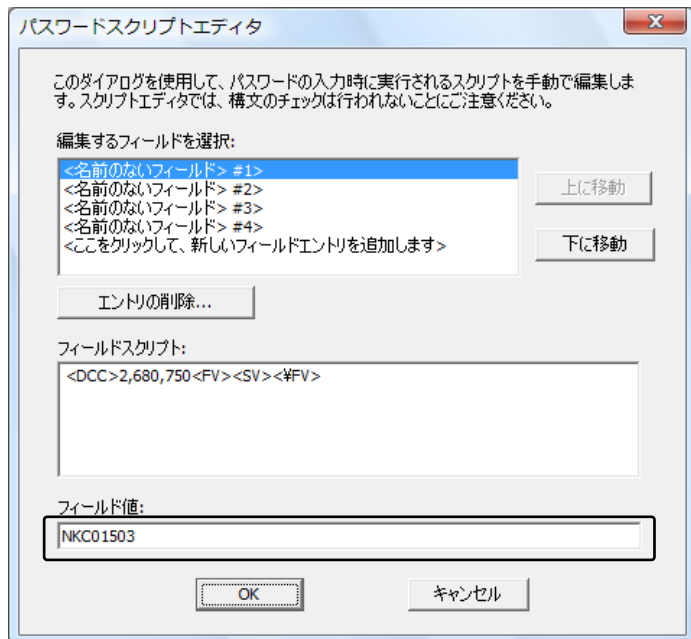 パスワードスクリプトエディタ
このダイアログを使用して、パスワードの入力時に実行されるスクリプトを手動で編集しま
す。スクリプトエディタでは、構文のチェックは行われないことにご注意ください。
編集するフィールドを選択:
<名前のないフィールド> #1>
<名前のないフィールド> #2>
<名前のないフィールド> #3>
<名前のないフィールド> #4>
<ここをクリックして、新しいフィールドエントリを追加します>
上に移動
下に移動
エントリの削除...
フィールドスクリプト:
<DCC>2,680,750<FV><SV><¥FV>
フィールド値:
NKC01503
OK
キャンセル